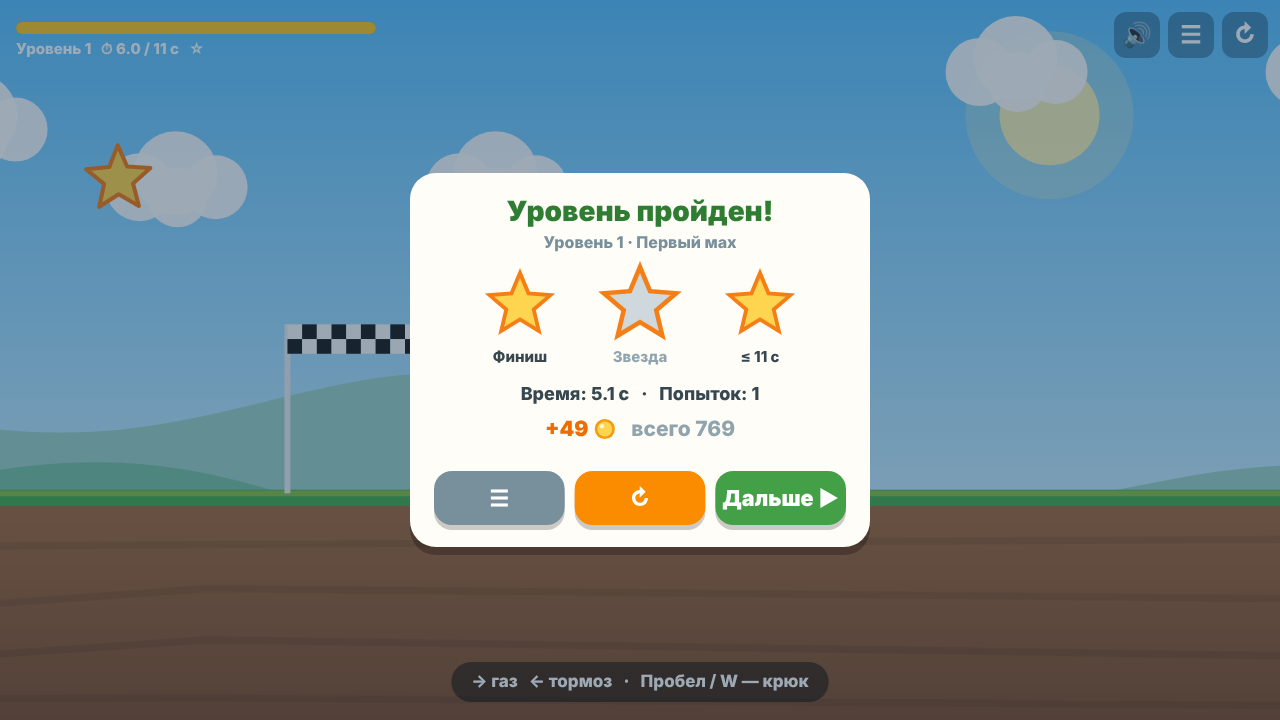 Уровень 1 ⏱ 6.0 / 11 с ☆
Уровень пройден!
Уровень 1 · Первый мах
Финиш
Звезда
≤ 11 с
Время: 5.1 с · Попыток: 1
+49 всего 769
Дальше ▶
→ газ ← тормоз · Пробел / W — крюк